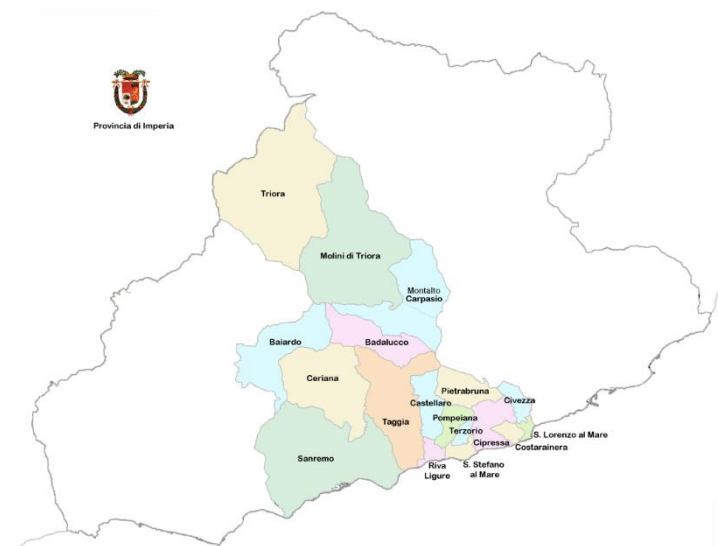 Provincia di Imperia
Triora
Molini di Triora
Montalto
Carpasio
Baiardo
Badalucco
Ceriana
Pietrabruna
Castellaro
Civezza
Pompeiana
Taggia
Terzorio
S. Lorenzo al Mare
Cipressa
Costarainera
Sanremo
Riva
Ligure
S. Stefano
al Mare